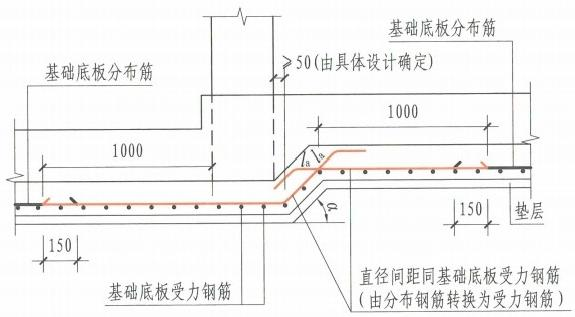 基础底板分布筋
基础底板分布筋
≥50(由具体设计确定)
1000
1000
la
la
α
150
150
垫层
基础底板受力钢筋
直径间距同基础底板受力钢筋
(由分布钢筋转换为受力钢筋)